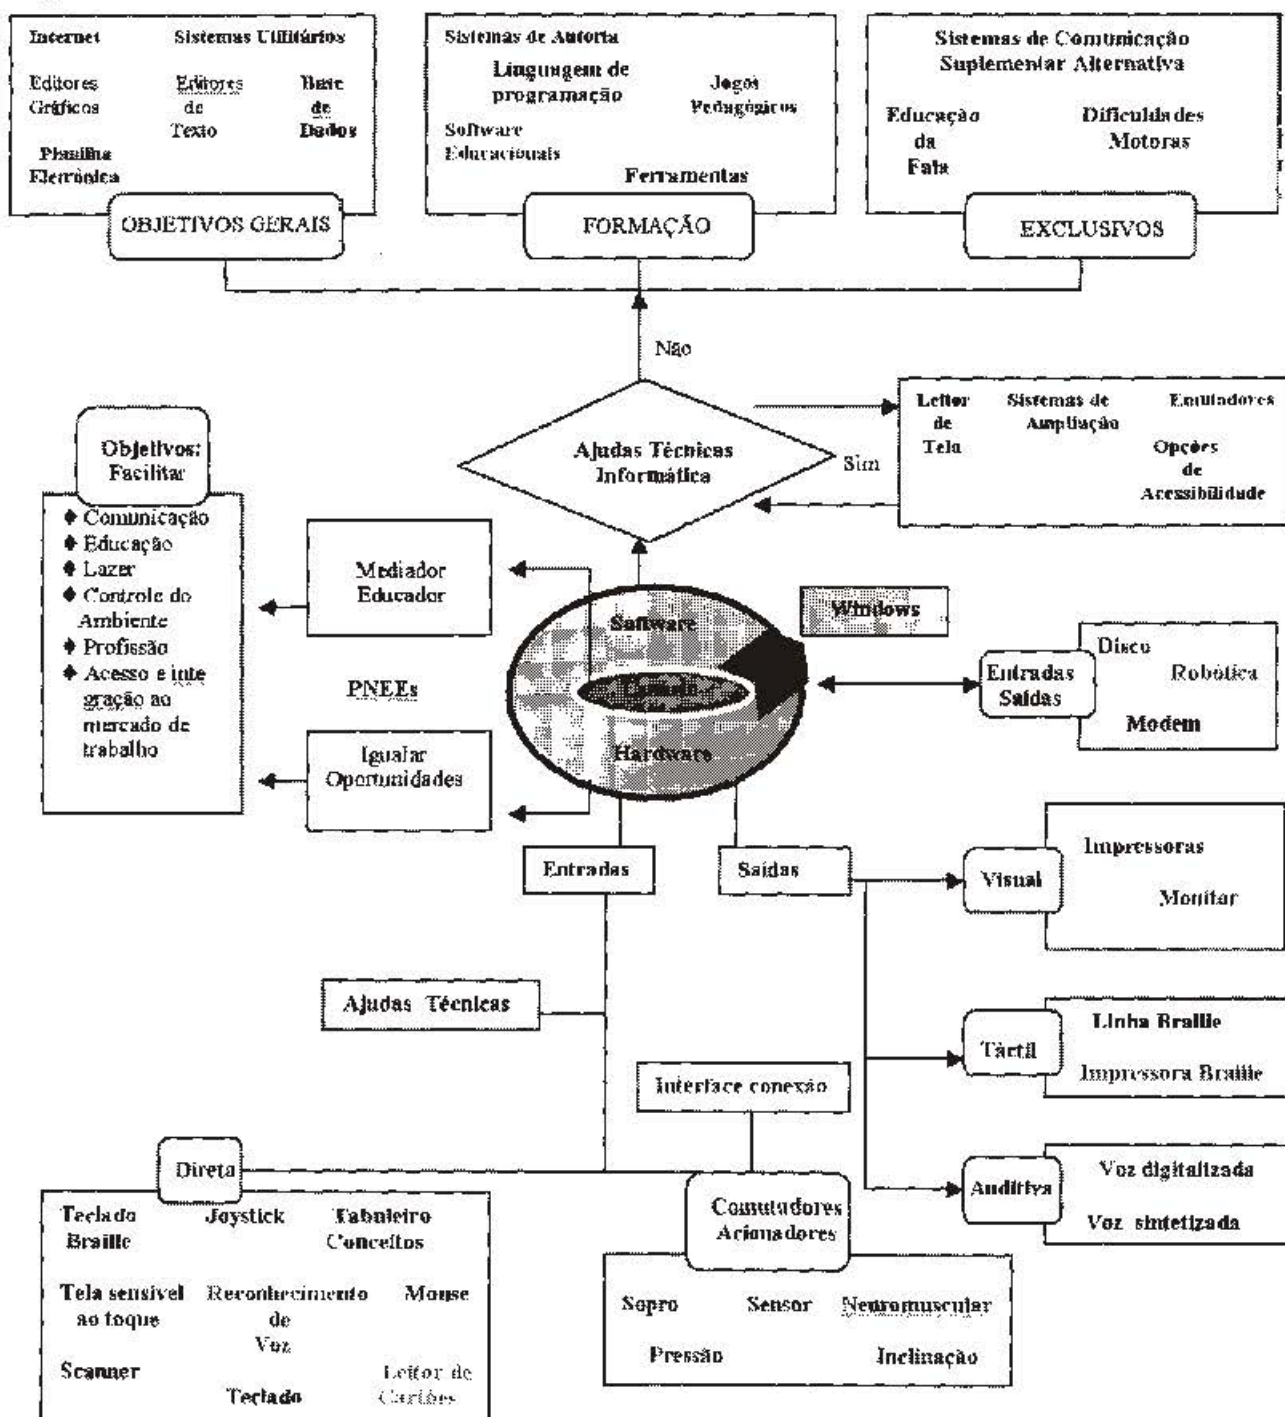 Internet
Sistemas Utilitários
Editores
Gráficos
Editores
de
Texto
Base
de
Dados
Planilha
Eletrônica
OBJETIVOS GERAIS
Sistemas de Autoria
Linguagem de
programação
Jogos
Pedagógicos
Software
Educacionais
Ferramentas
FORMAÇÃO
Sistemas de Comunicação
Suplementar Alternativa
Educação
da
Fala
Dificuldades
Motoras
EXCLUSIVOS
Não
Ajudas Técnicas
Informática
Sim
Leitor
de
Tela
Sistemas de
Ampliação
Emuladores
Opções
de
Acessibilidade
Objetivos:
Facilitar
♦ Comunicação
♦ Educação
♦ Lazer
♦ Controle do
Ambiente
♦ Profissão
♦ Acesso e inte
gração ao
mercado de
trabalho
Mediador
Educador
PNEEs
Igualar
Oportunidades
Software
Hardware
Windows
Entradas
Saídas
Disco
Robótica
Modem
Entradas
Saídas
Visual
Impressoras
Monitor
Ajudas Técnicas
Táctil
Linha Braille
Impressora Braille
Interface conexão
Auditiva
Voz digitalizada
Voz sintetizada
Direta
Teclado
Braille
Joystick
Tabuleiro
Conceitos
Tela sensível
ao toque
Reconhecimento
de
Voz
Mouse
Scanner
Teclado
Leitor de
Cartões
Comutadores
Acionadores
Sopro
Sensor
Neuromuscular
Pressão
Inclinação